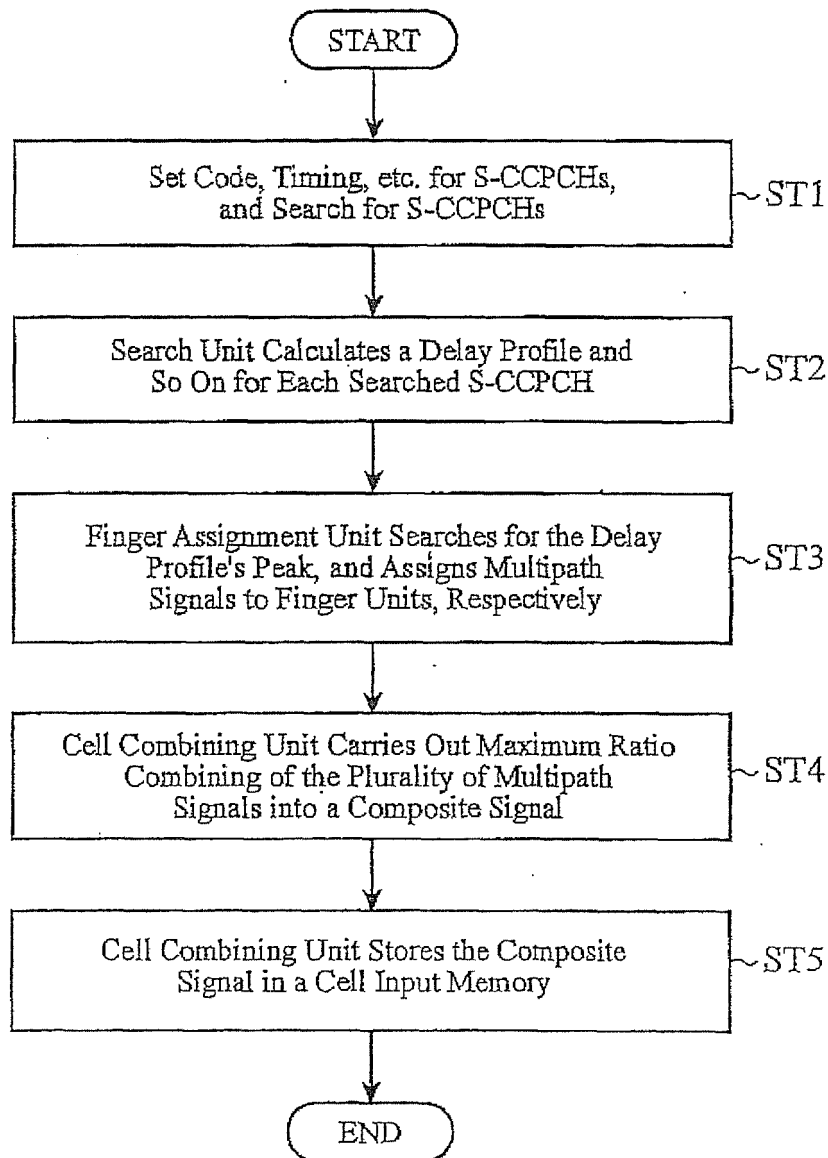 START
Set Code, Timing, etc. for S-CCPCHs,
and Search for S-CCPCHs
~ST1
Search Unit Calculates a Delay Profile and
So On for Each Searched S-CCPCH
~ST2
Finger Assignment Unit Searches for the Delay
Profile's Peak, and Assigns Multipath
Signals to Finger Units, Respectively
~ST3
Cell Combining Unit Carries Out Maximum Ratio
Combining of the Plurality of Multipath
Signals into a Composite Signal
~ST4
Cell Combining Unit Stores the Composite
Signal in a Cell Input Memory
~ST5
END